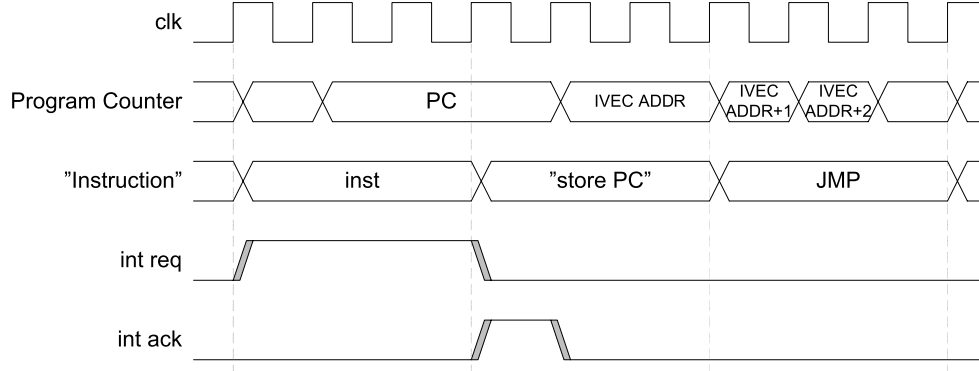 clk
Program Counter
PC
IVEC ADDR
IVEC
ADDR+1
IVEC
ADDR+2
”Instruction”
inst
”store PC”
JMP
int req
int ack